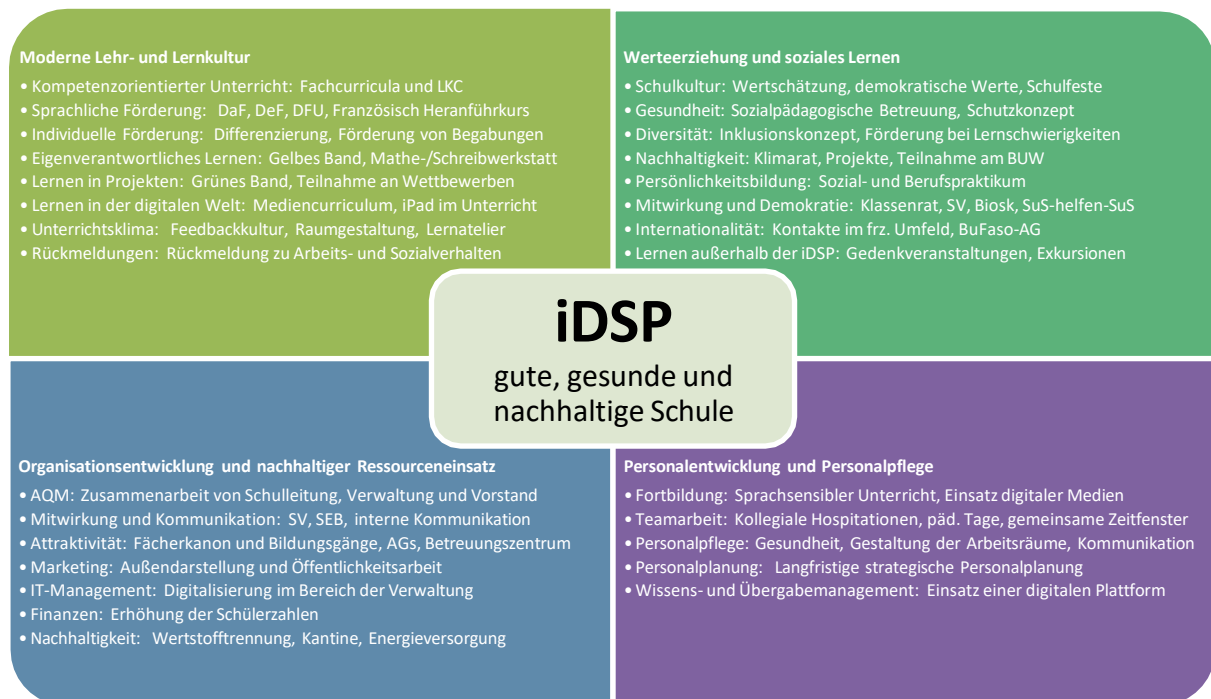 Moderne Lehr- und Lernkultur
• Kompetenzorientierter Unterricht: Fachcurricula und LKC
• Sprachliche Förderung: DaF, DeF, DFU, Französisch Heranführkurs
• Individuelle Förderung: Differenzierung, Förderung von Begabungen
• Eigenverantwortliches Lernen: Gelbes Band, Mathe-/Schreibwerkstatt
• Lernen in Projekten: Grünes Band, Teilnahme an Wettbewerben
• Lernen in der digitalen Welt: Mediencurriculum, iPad im Unterricht
• Unterrichtsklima: Feedbackkultur, Raumgestaltung, Lernatelier
• Rückmeldungen: Rückmeldung zu Arbeits- und Sozialverhalten
Werteerziehung und soziales Lernen
• Schulkultur: Wertschätzung, demokratische Werte, Schulfeste
• Gesundheit: Sozialpädagogische Betreuung, Schutzkonzept
• Diversität: Inklusionskonzept, Förderung bei Lernschwierigkeiten
• Nachhaltigkeit: Klimarat, Projekte, Teilnahme am BUW
• Persönlichkeitsbildung: Sozial- und Berufspraktikum
• Mitwirkung und Demokratie: Klassenrat, SV, Biosk, SuS-helfen-SuS
• Internationalität: Kontakte im frz. Umfeld, BuFaso-AG
• Lernen außerhalb der iDSP: Gedenkveranstaltungen, Exkursionen
iDSP
gute, gesunde und
nachhaltige Schule
Organisationsentwicklung und nachhaltiger Ressourceneinsatz
• AQM: Zusammenarbeit von Schulleitung, Verwaltung und Vorstand
• Mitwirkung und Kommunikation: SV, SEB, interne Kommunikation
• Attraktivität: Fächerkanon und Bildungsgänge, AGs, Betreuungszentrum
• Marketing: Außendarstellung und Öffentlichkeitsarbeit
• IT-Management: Digitalisierung im Bereich der Verwaltung
• Finanzen: Erhöhung der Schülerzahlen
• Nachhaltigkeit: Wertstofftrennung, Kantine, Energieversorgung
Personalentwicklung und Personalpflege
• Fortbildung: Sprachsensibler Unterricht, Einsatz digitaler Medien
• Teamarbeit: Kollegiale Hospitationen, päd. Tage, gemeinsame Zeitfenster
• Personalpflege: Gesundheit, Gestaltung der Arbeitsräume, Kommunikation
• Personalplanung: Langfristige strategische Personalplanung
• Wissens- und Übergabemanagement: Einsatz einer digitalen Plattform